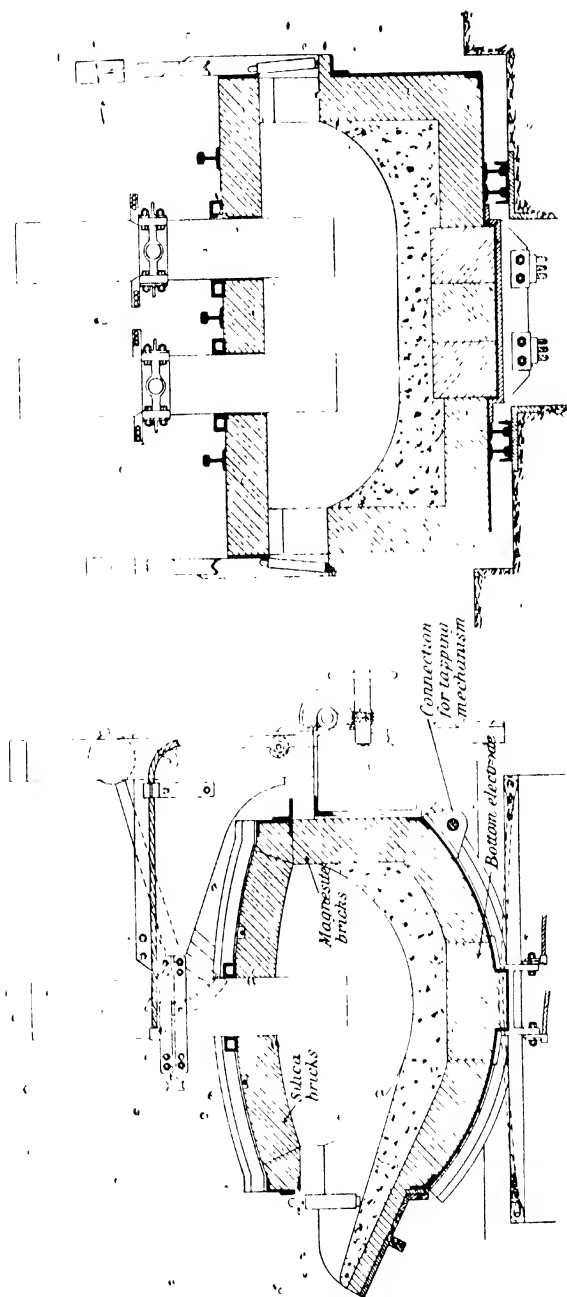 Connection
for tapping
mechanism
Bottom electrode
Magnesite
bricks
Silica
bricks